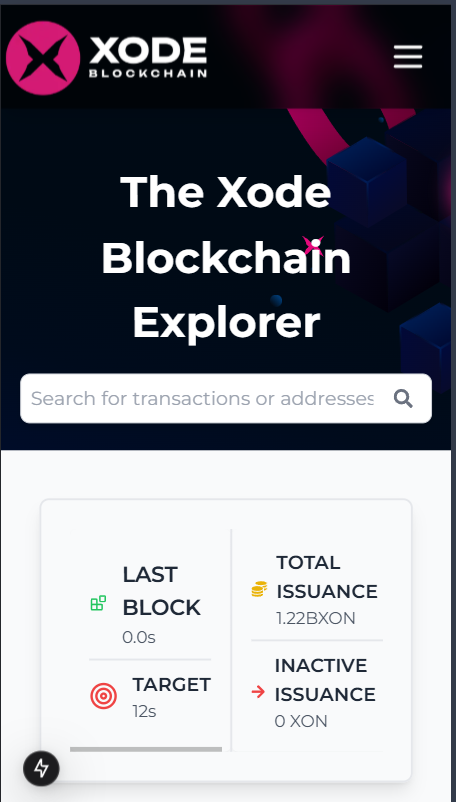 XODE
BLOCKCHAIN
The Xode
Blockchain
Explorer
Search for transactions or addresses
LAST
BLOCK
0.0s
TARGET
12s
TOTAL
ISSUANCE
1.22BXON
INACTIVE
ISSUANCE
0 XON